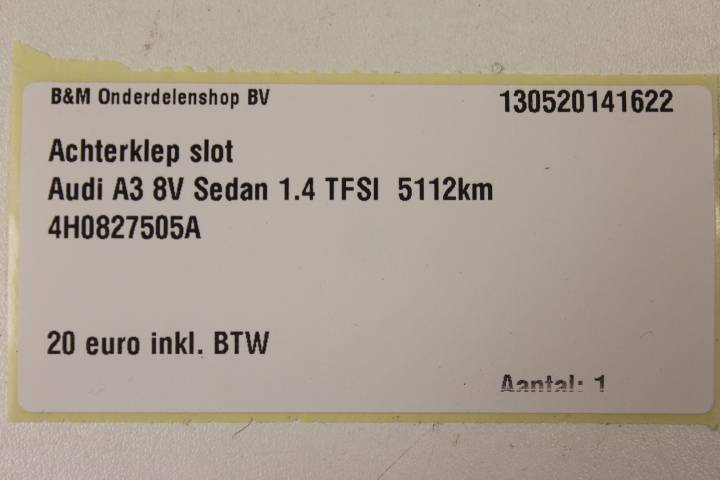 B&M Onderdelenshop BV
130520141622
Achterklep slot
Audi A3 8V Sedan 1.4 TFSI 5112km
4H0827505A
20 euro inkl. BTW
Aantal: 1